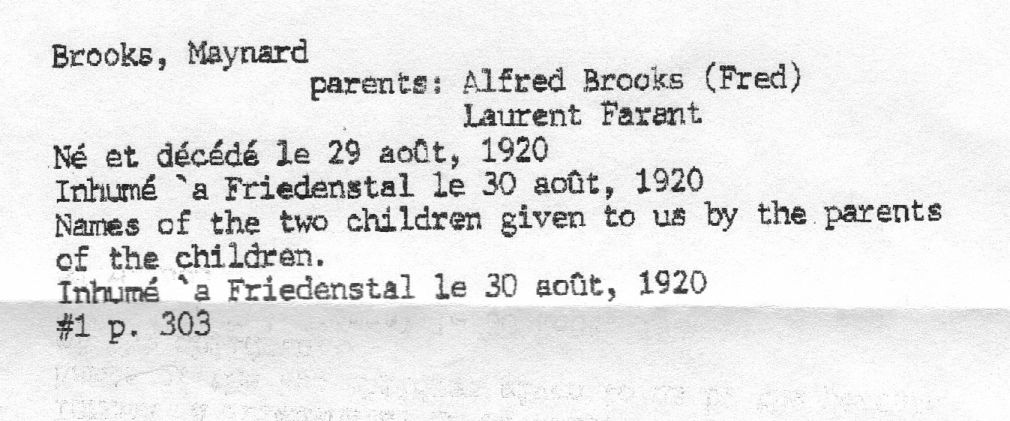 Brooks, Maynard
parents: Alfred Brooks (Fred)
Laurent Farant
Né et décédé le 29 août, 1920
Inhumé `a Friedenstal le 30 août, 1920
Names of the two children given to us by the parents
of the children.
Inhumé `a Friedenstal le 30 août, 1920
#1 p. 303